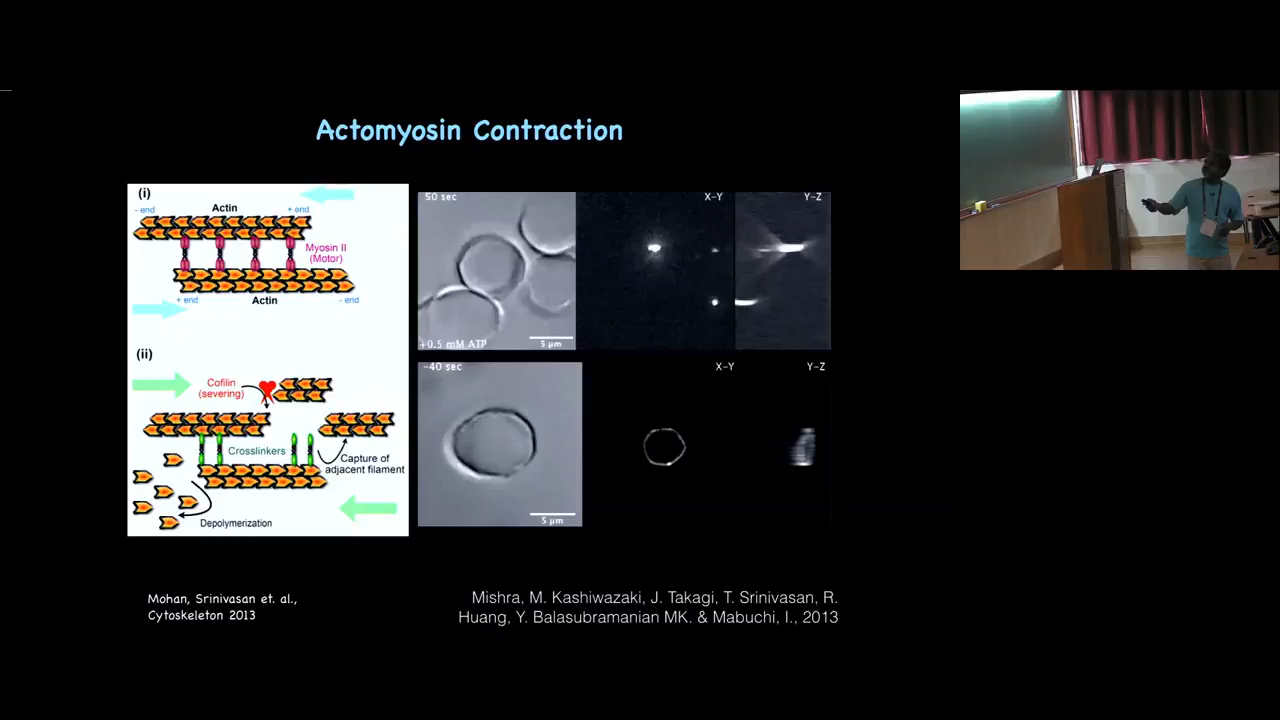 Actomyosin Contraction
(i)
- end
Actin
+ end
Myosin II
(Motor)
+ end
Actin
- end
(ii)
Cofilin
(severing)
Crosslinkers
Capture of
adjacent filament
Depolymerization
50 sec
X-Y
Y-Z
+0.5 mM ATP
5 µm
-40 sec
X-Y
Y-Z
5 µm
Mohan, Srinivasan et. al.,
Cytoskeleton 2013
Mishra, M. Kashiwazaki, J. Takagi, T. Srinivasan, R.
Huang, Y. Balasubramanian MK. & Mabuchi, I., 2013